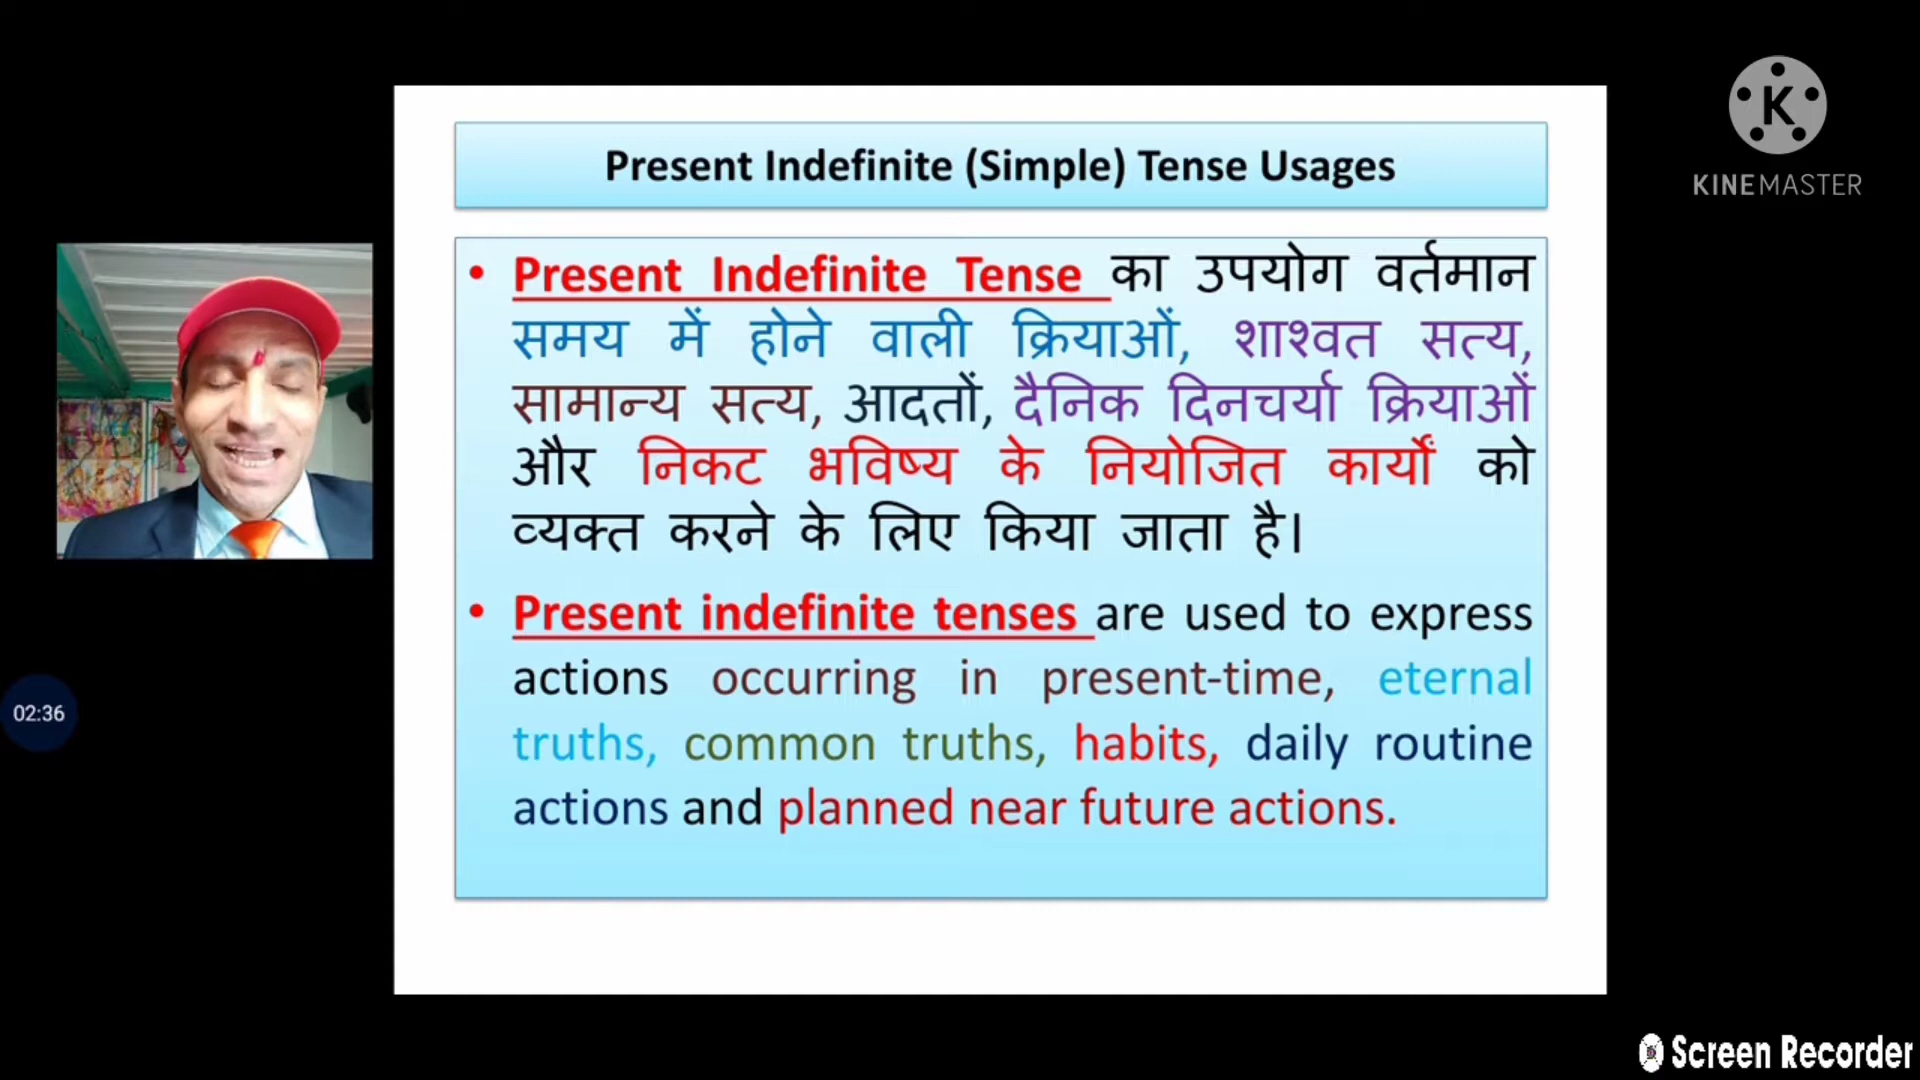 Present Indefinite (Simple) Tense Usages
• Present Indefinite Tense का उपयोग वर्तमान
समय में होने वाली क्रियाओं, शाश्वत सत्य,
सामान्य सत्य, आदतों, दैनिक दिनचर्या क्रियाओं
और निकट भविष्य के नियोजित कार्यों को
व्यक्त करने के लिए किया जाता है।
• Present indefinite tenses are used to express
actions occurring in present-time, eternal
truths, common truths, habits, daily routine
actions and planned near future actions.
K
KINEMASTER
02:36
Screen Recorder